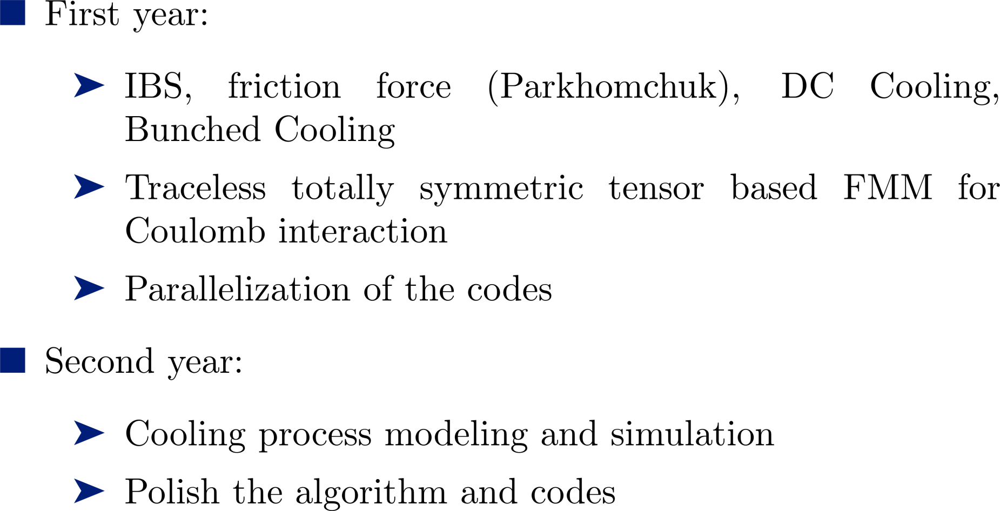 First year:
IBS, friction force (Parkhomchuk), DC Cooling,
Bunched Cooling
Traceless totally symmetric tensor based FMM for
Coulomb interaction
Parallelization of the codes
Second year:
Cooling process modeling and simulation
Polish the algorithm and codes